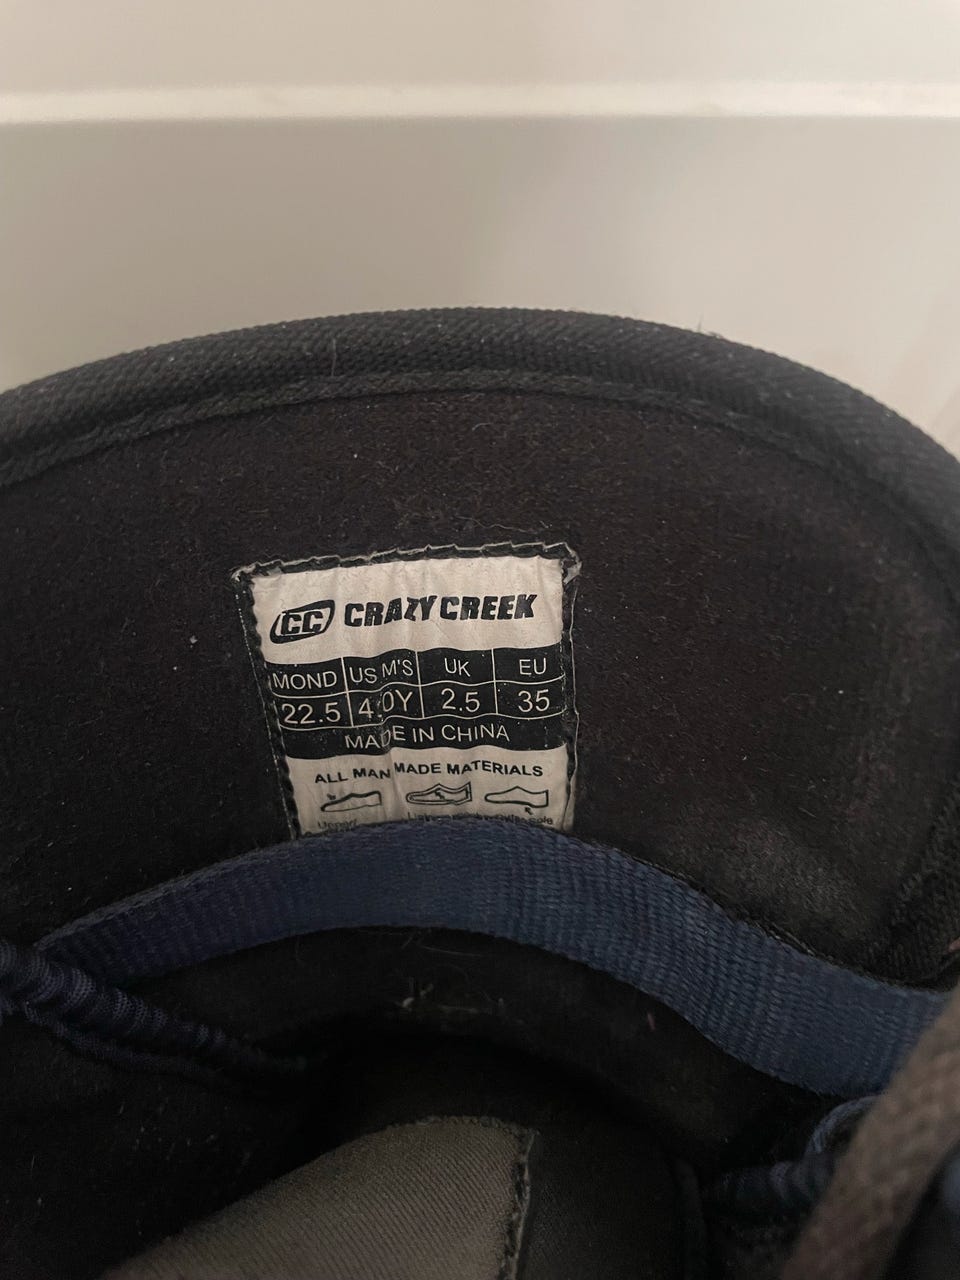 CC CRAZY CREEK
MOND US M'S UK EU
22.5 4.0Y 2.5 35
MADE IN CHINA
ALL MAN MADE MATERIALS